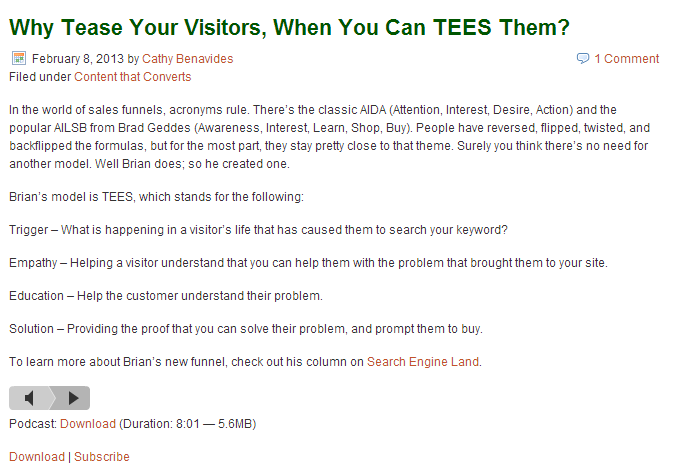 Why Tease Your Visitors, When You Can TEES Them?
February 8, 2013 by Cathy Benavides
1 Comment
Filed under Content that Converts
In the world of sales funnels, acronyms rule. There's the classic AIDA (Attention, Interest, Desire, Action) and the
popular AILSB from Brad Geddes (Awareness, Interest, Learn, Shop, Buy). People have reversed, flipped, twisted, and
backflipped the formulas, but for the most part, they stay pretty close to that theme. Surely you think there's no need for
another model. Well Brian does; so he created one.
Brian's model is TEES, which stands for the following:
Trigger – What is happening in a visitor's life that has caused them to search your keyword?
Empathy – Helping a visitor understand that you can help them with the problem that brought them to your site.
Education – Help the customer understand their problem.
Solution – Providing the proof that you can solve their problem, and prompt them to buy.
To learn more about Brian's new funnel, check out his column on Search Engine Land.
Podcast: Download (Duration: 8:01 — 5.6MB)
Download | Subscribe